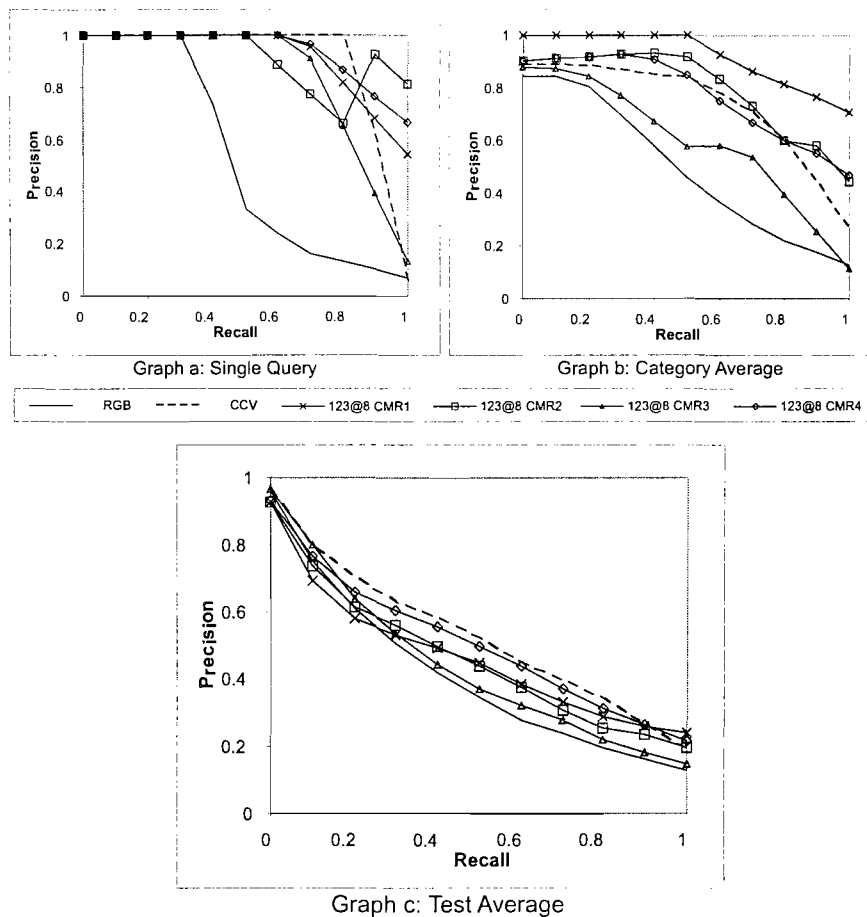 1
0.8
0.6
0.4
0.2
0
Precision
0 0.2 0.4 0.6 0.8 1
Recall
Graph a: Single Query
1
0.8
0.6
0.4
0.2
0
Precision
0 0.2 0.4 0.6 0.8 1
Recall
Graph b: Category Average
RGB CCV 123@8 CMR1 123@8 CMR2 123@8 CMR3 123@8 CMR4
1
0.8
0.6
0.4
0.2
0
Precision
0 0.2 0.4 0.6 0.8 1
Recall
Graph c: Test Average